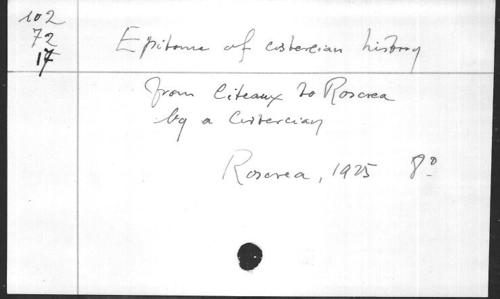 102
72
17
Epitome of cistercian history
from Citeaux to Roscrea
by a Cistercian
Roscrea, 1925 8°